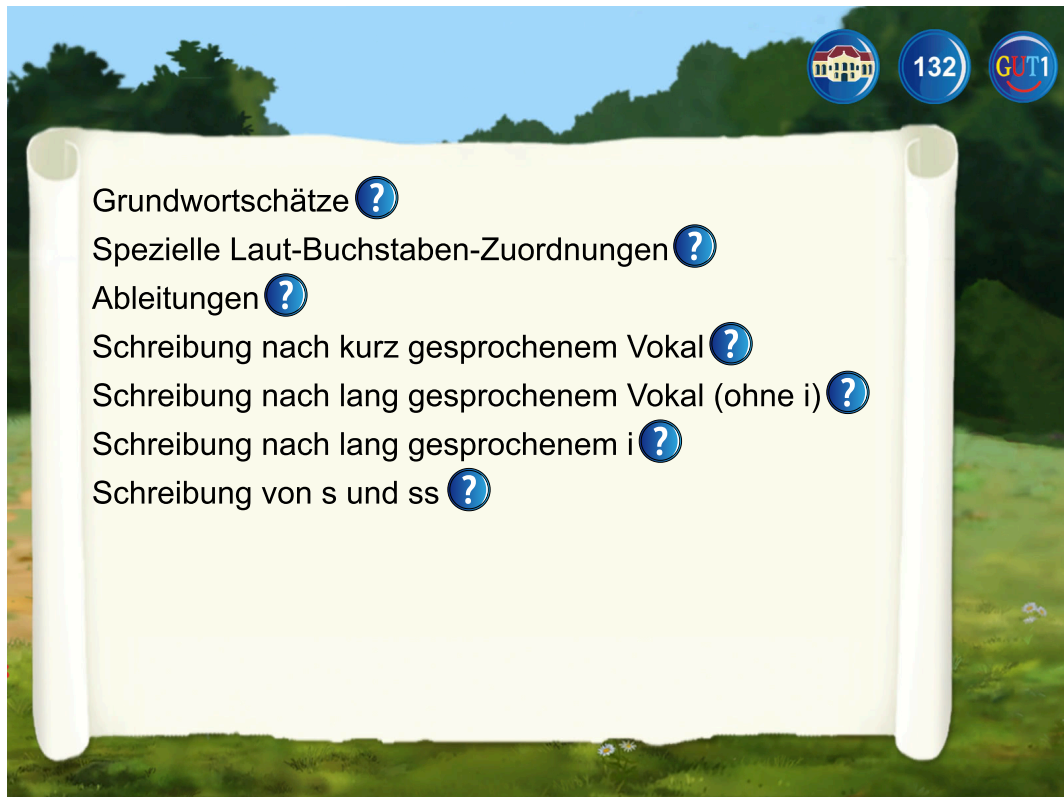 132 GUT1
Grundwortschätze ?
Spezielle Laut-Buchstaben-Zuordnungen ?
Ableitungen ?
Schreibung nach kurz gesprochenem Vokal ?
Schreibung nach lang gesprochenem Vokal (ohne i) ?
Schreibung nach lang gesprochenem i ?
Schreibung von s und ss ?